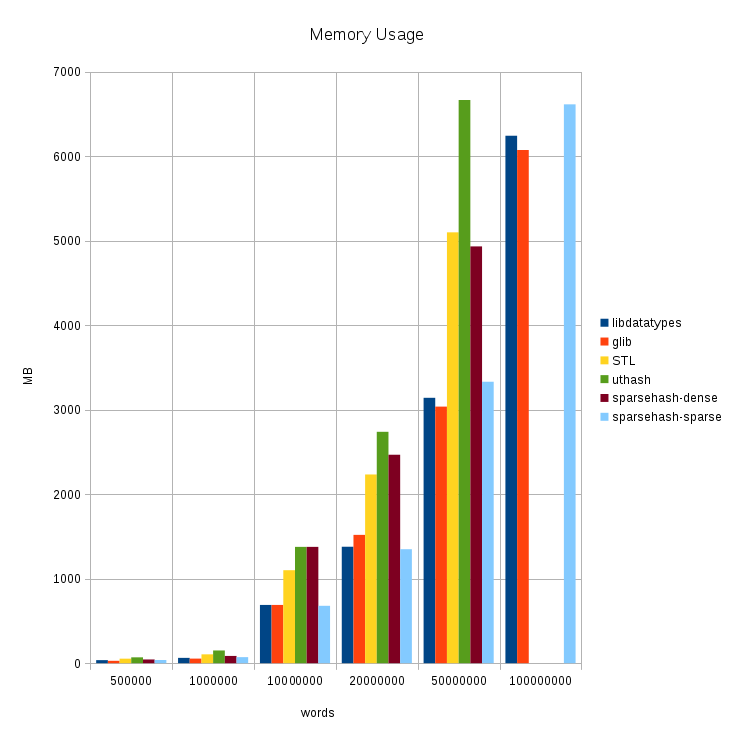 Memory Usage
7000
6000
5000
4000
3000
2000
1000
0
MB
500000 1000000 10000000 20000000 50000000 100000000
words
libdatatypes
glib
STL
uthash
sparsehash-dense
sparsehash-sparse